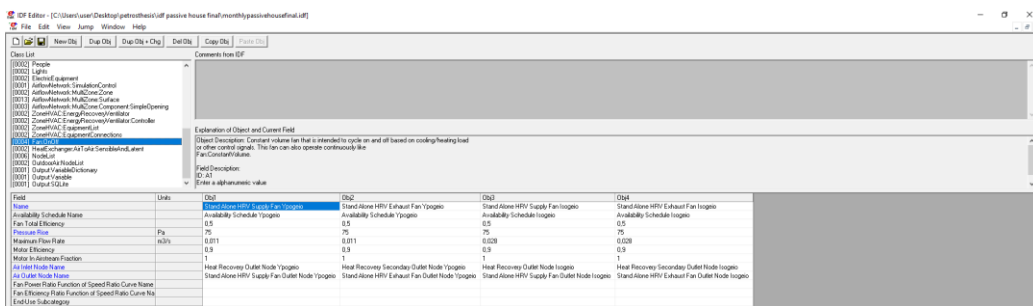 IDF Editor - [C:\Users\user\Desktop\petrosthesis\idf passive house final\monthlypassivehousefinal.idf]
File Edit View Jump Window Help
New Obj Dup Obj Dup Obj + Chg Del Obj Copy Obj Paste Obj
Class List Comments from IDF
[0002] People
[0002] Lights
[0002] ElectricEquipment
[0001] AirflowNetwork:SimulationControl
[0002] AirflowNetwork:MultiZone:Zone
[0013] AirflowNetwork:MultiZone:Surface
[0003] AirflowNetwork:MultiZone:Component:SimpleOpening
[0002] ZoneHVAC:EnergyRecoveryVentilator
[0002] ZoneHVAC:EnergyRecoveryVentilator:Controller
[0002] ZoneHVAC:EquipmentList
[0002] ZoneHVAC:EquipmentConnections
[0004] Fan:OnOff
[0002] HeatExchanger:AirToAir:SensibleAndLatent
[0006] NodeList
[0002] OutdoorAir:NodeList
[0001] Output:VariableDictionary
[0001] Output:Variable
[0001] Output:SQLite
Explanation of Object and Current Field
Object Description: Constant volume fan that is intended to cycle on and off based on cooling/heating load
or other control signals. This fan can also operate continuously like
Fan:ConstantVolume.
Field Description:
ID: A1
Enter a alphanumeric value
Field Units Obj1 Obj2 Obj3 Obj4
Name Stand Alone HRV Supply Fan Ypogeio Stand Alone HRV Exhaust Fan Ypogeio Stand Alone HRV Supply Fan Isogeio Stand Alone HRV Exhaust Fan Isogeio
Availability Schedule Name Availability Schedule Ypogeio Availability Schedule Ypogeio Availability Schedule Isogeio Availability Schedule Isogeio
Fan Total Efficiency 0,5 0,5 0,5 0,5
Pressure Rise Pa 75 75 75 75
Maximum Flow Rate m3/s 0,011 0,011 0,028 0,028
Motor Efficiency 0,9 0,9 0,9 0,9
Motor In Airstream Fraction 1 1 1 1
Air Inlet Node Name Heat Recovery Outlet Node Ypogeio Heat Recovery Secondary Outlet Node Ypogeio Heat Recovery Outlet Node Isogeio Heat Recovery Secondary Outlet Node Isogeio
Air Outlet Node Name Stand Alone HRV Supply Fan Outlet Node Ypogeio Stand Alone HRV Exhaust Fan Outlet Node Ypogeio Stand Alone HRV Supply Fan Outlet Node Isogeio Stand Alone HRV Exhaust Fan Outlet Node Isogeio
Fan Power Ratio Function of Speed Ratio Curve Name
Fan Efficiency Ratio Function of Speed Ratio Curve Na
End-Use Subcategory